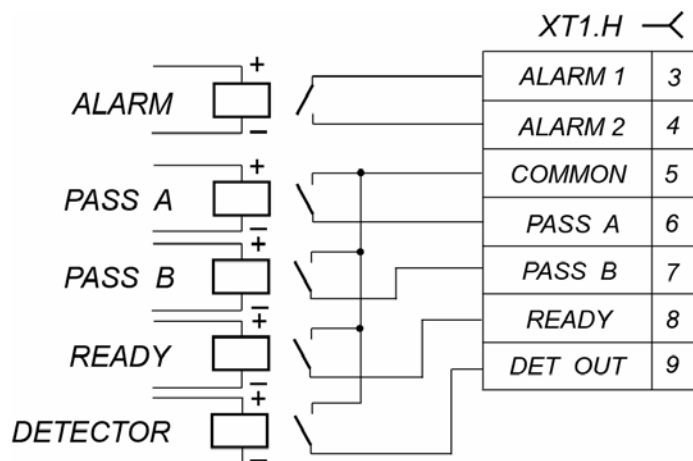 XT1.H
ALARM 1 3
ALARM 2 4
COMMON 5
PASS A 6
PASS B 7
READY 8
DET OUT 9
+
ALARM
−
+
PASS A
−
+
PASS B
−
+
READY
−
+
DETECTOR
−